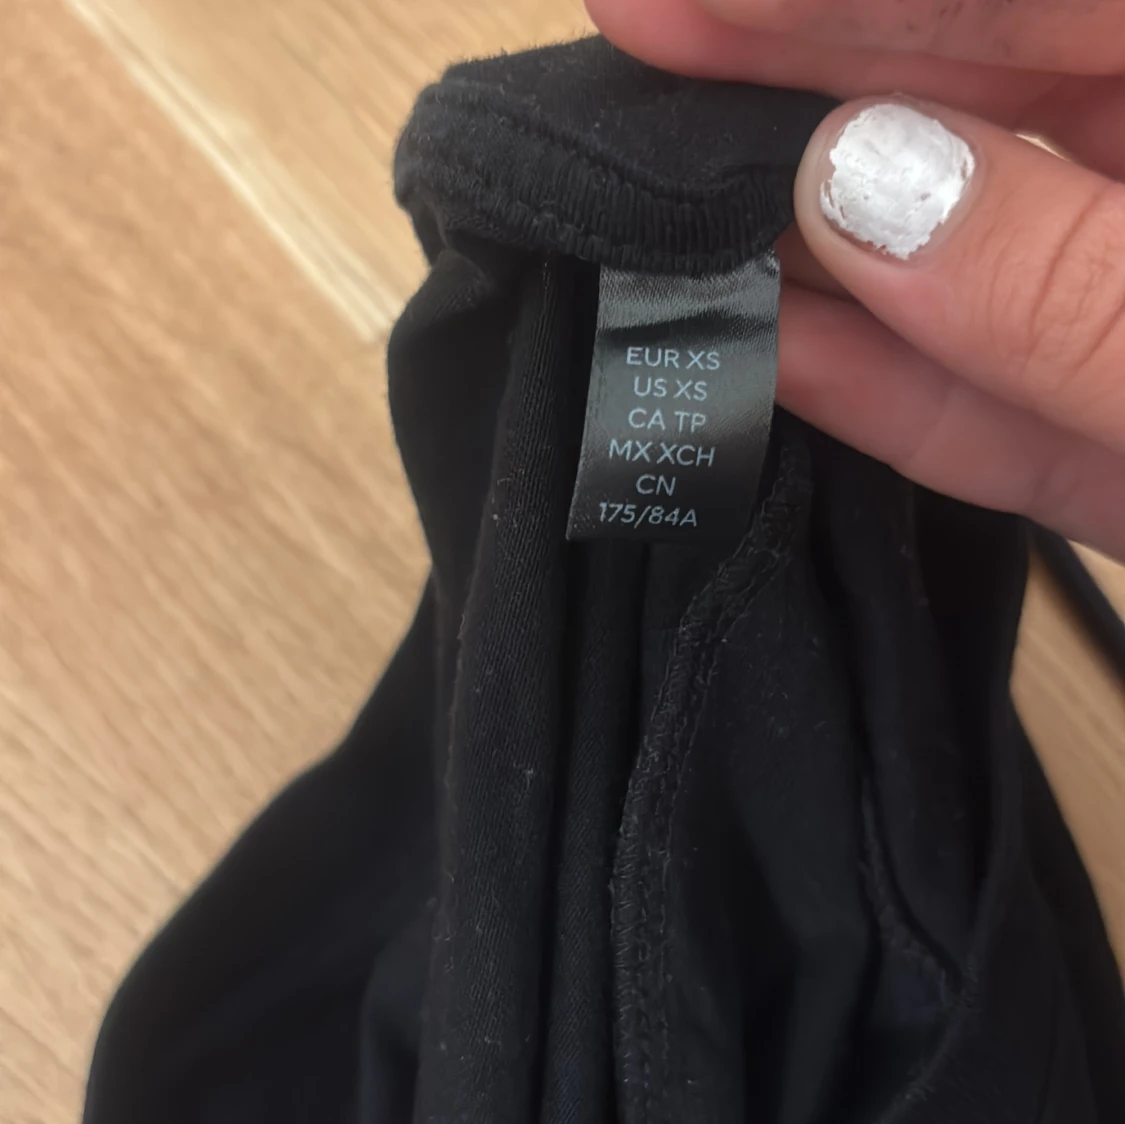 EUR XS
US XS
CA TP
MX XCH
CN
175/84A